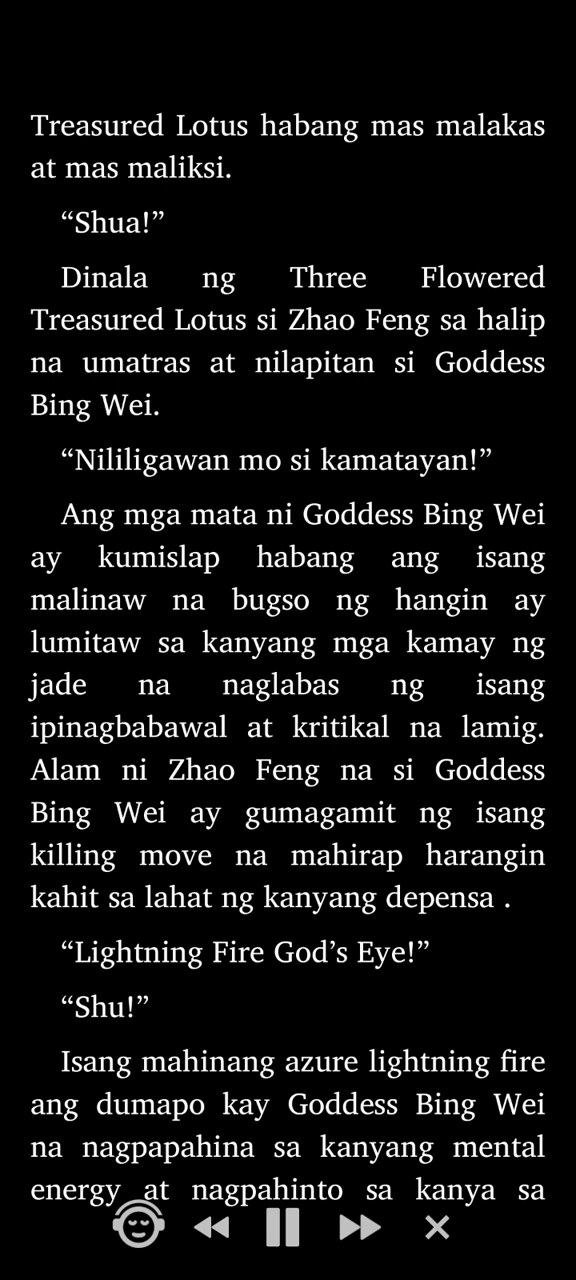 Treasured Lotus habang mas malakas
at mas maliksi.
“Shua!”
Dinala ng Three Flowered
Treasured Lotus si Zhao Feng sa halip
na umatras at nilapitan si Goddess
Bing Wei.
“Nililigawan mo si kamatayan!”
Ang mga mata ni Goddess Bing Wei
ay kumislap habang ang isang
malinaw na bugso ng hangin ay
lumitaw sa kanyang mga kamay ng
jade na naglabas ng isang
ipinagbabawal at kritikal na lamig.
Alam ni Zhao Feng na si Goddess
Bing Wei ay gumagamit ng isang
killing move na mahirap harangin
kahit sa lahat ng kanyang depensa .
“Lightning Fire God’s Eye!”
“Shu!”
Isang mahinang azure lightning fire
ang dumapo kay Goddess Bing Wei
na nagpapahina sa kanyang mental
energy at nagpahinto sa kanya sa